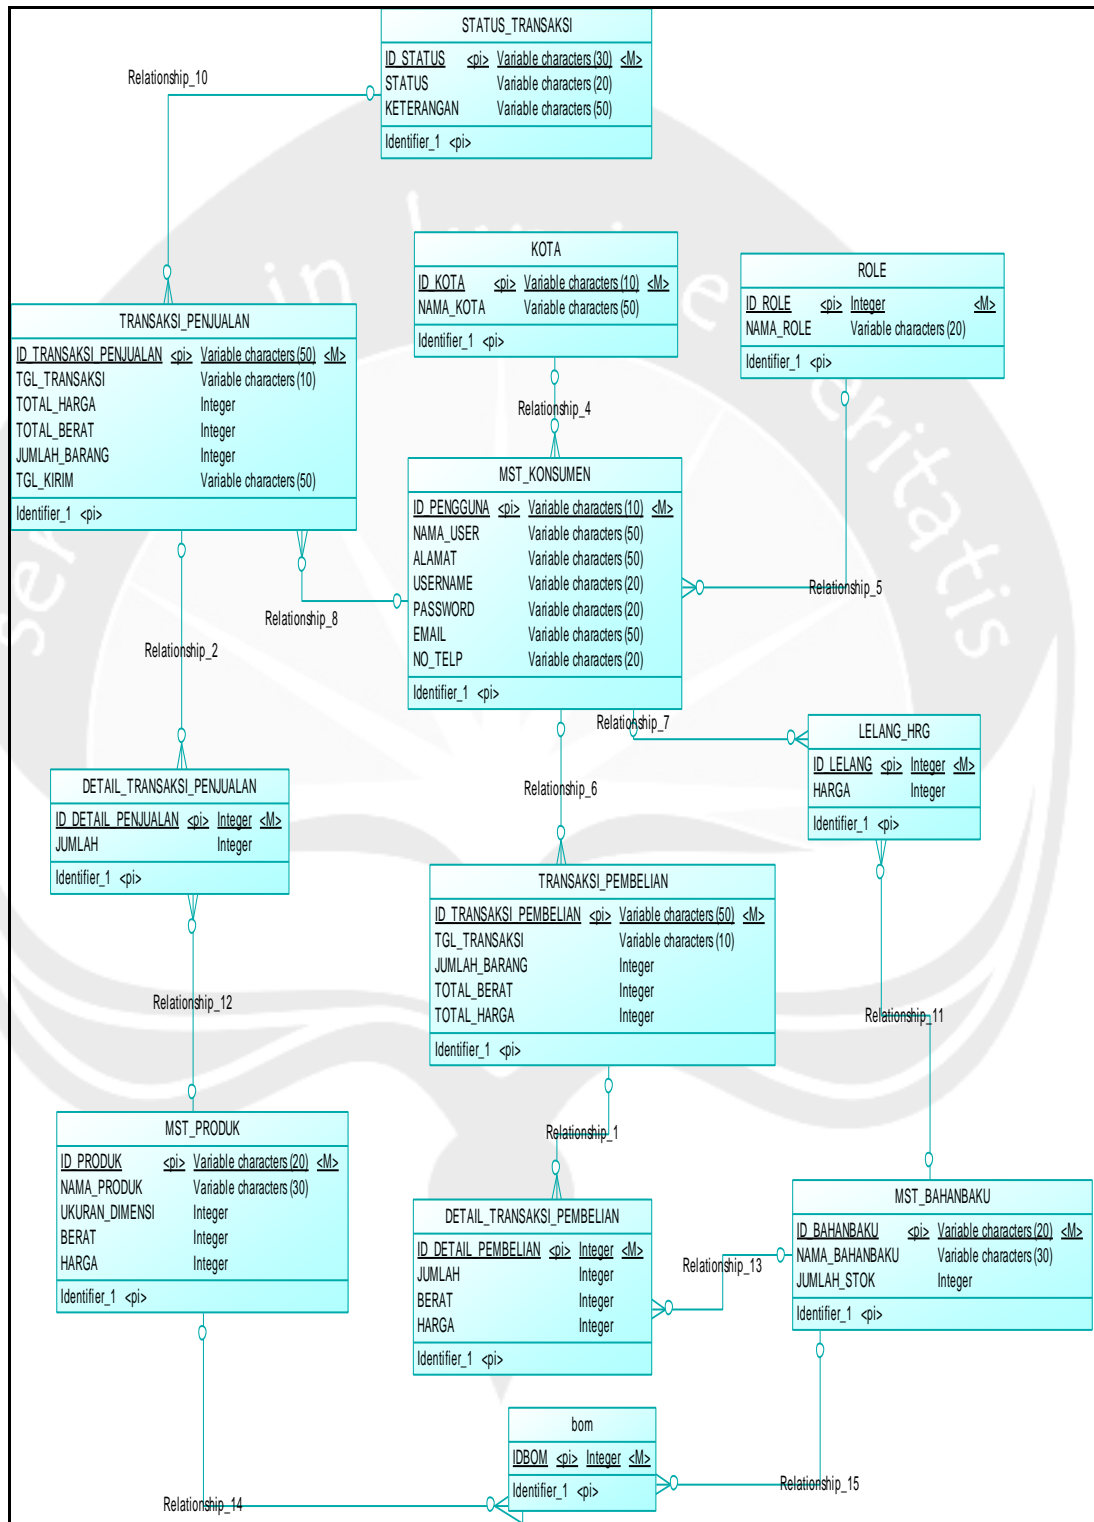 STATUS_TRANSAKSI
ID_STATUS <pi> Variable characters (30) <M>
STATUS Variable characters (20)
KETERANGAN Variable characters (50)
Identifier_1 <pi>
Relationship_10
KOTA
ID_KOTA <pi> Variable characters (10) <M>
NAMA_KOTA Variable characters (50)
Identifier_1 <pi>
ROLE
ID_ROLE <pi> Integer <M>
NAMA_ROLE Variable characters (20)
Identifier_1 <pi>
TRANSAKSI_PENJUALAN
ID_TRANSAKSI_PENJUALAN <pi> Variable characters (50) <M>
TGL_TRANSAKSI Variable characters (10)
TOTAL_HARGA Integer
TOTAL_BERAT Integer
JUMLAH_BARANG Integer
TGL_KIRIM Variable characters (50)
Identifier_1 <pi>
Relationship_4
MST_KONSUMEN
ID_PENGGUNA <pi> Variable characters (10) <M>
NAMA_USER Variable characters (50)
ALAMAT Variable characters (50)
USERNAME Variable characters (20)
PASSWORD Variable characters (20)
EMAIL Variable characters (50)
NO_TELP Variable characters (20)
Identifier_1 <pi>
Relationship_5
Relationship_8
Relationship_2
Relationship_7
LELANG_HRG
ID_LELANG <pi> Integer <M>
HARGA Integer
Identifier_1 <pi>
Relationship_6
DETAIL_TRANSAKSI_PENJUALAN
ID_DETAIL_PENJUALAN <pi> Integer <M>
JUMLAH Integer
Identifier_1 <pi>
TRANSAKSI_PEMBELIAN
ID_TRANSAKSI_PEMBELIAN <pi> Variable characters (50) <M>
TGL_TRANSAKSI Variable characters (10)
JUMLAH_BARANG Integer
TOTAL_BERAT Integer
TOTAL_HARGA Integer
Identifier_1 <pi>
Relationship_12
Relationship_11
MST_PRODUK
ID_PRODUK <pi> Variable characters (20) <M>
NAMA_PRODUK Variable characters (30)
UKURAN_DIMENSI Integer
BERAT Integer
HARGA Integer
Identifier_1 <pi>
Relationship_1
DETAIL_TRANSAKSI_PEMBELIAN
ID_DETAIL_PEMBELIAN <pi> Integer <M>
JUMLAH Integer
BERAT Integer
HARGA Integer
Identifier_1 <pi>
Relationship_13
MST_BAHANBAKU
ID_BAHANBAKU <pi> Variable characters (20) <M>
NAMA_BAHANBAKU Variable characters (30)
JUMLAH_STOK Integer
Identifier_1 <pi>
bom
IDBOM <pi> Integer <M>
Identifier_1 <pi>
Relationship_14
Relationship_15